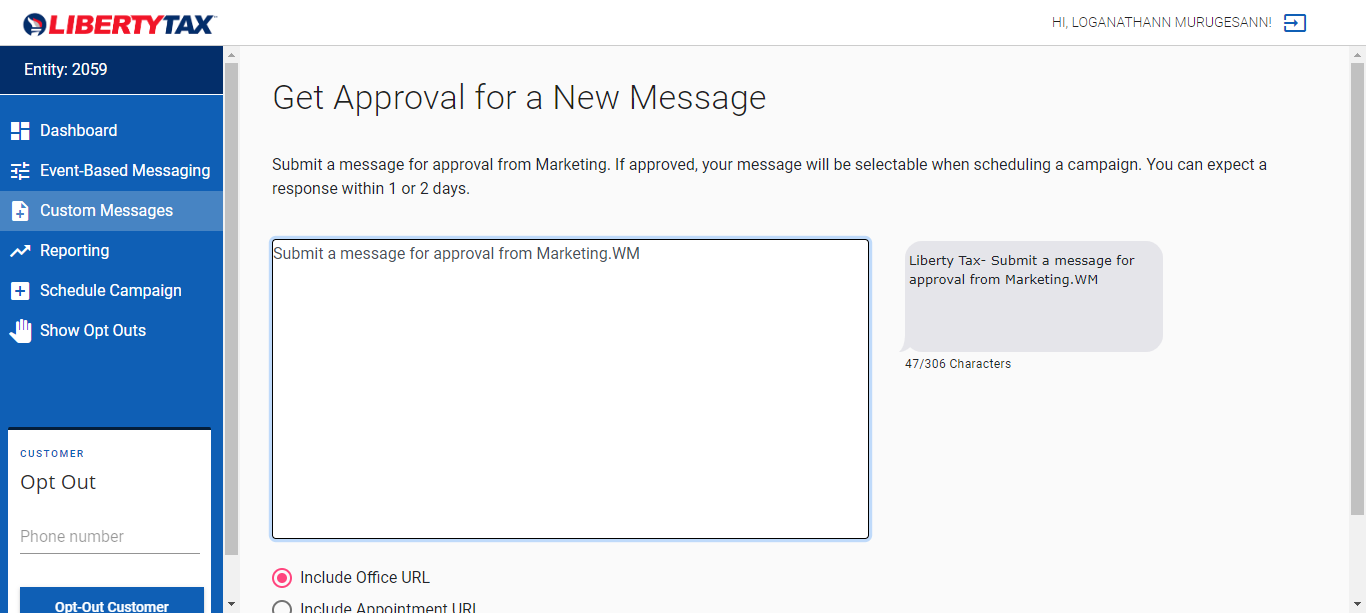 LIBERTYTAX
HI, LOGANATHANN MURUGESANN!
Entity: 2059
Dashboard
Event-Based Messaging
Custom Messages
Reporting
Schedule Campaign
Show Opt Outs
CUSTOMER
Opt Out
Phone number
Opt-Out Customer
Get Approval for a New Message
Submit a message for approval from Marketing. If approved, your message will be selectable when scheduling a campaign. You can expect a
response within 1 or 2 days.
Submit a message for approval from Marketing.WM
Liberty Tax- Submit a message for
approval from Marketing.WM
47/306 Characters
Include Office URL
Include Appointment URL